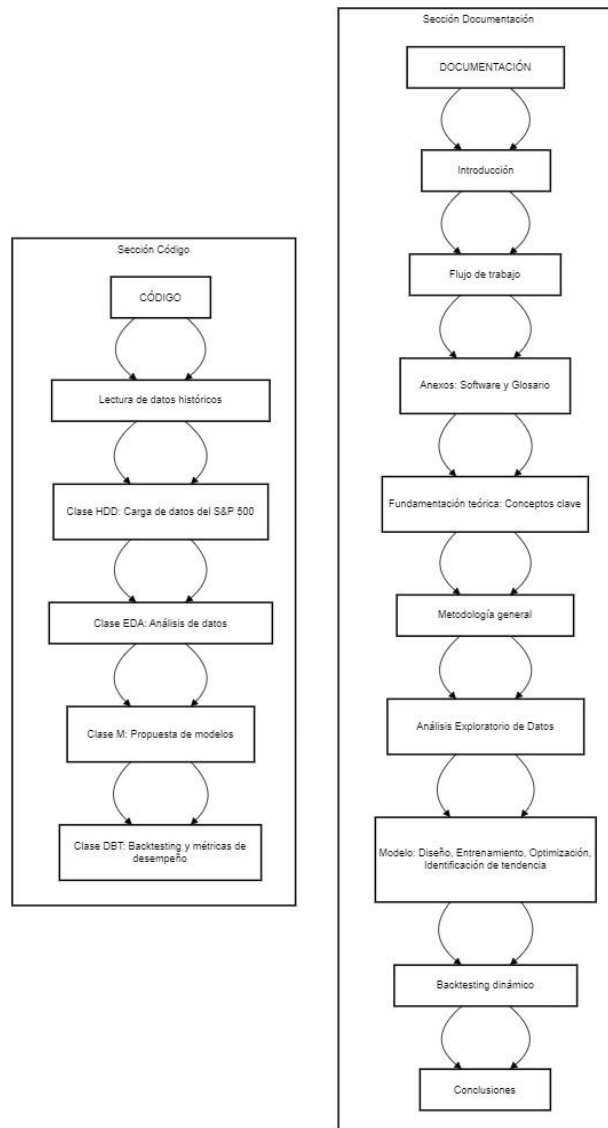 Sección Código
CÓDIGO
Lectura de datos históricos
Clase HDD: Carga de datos del S&P 500
Clase EDA: Análisis de datos
Clase M: Propuesta de modelos
Clase DBT: Backtesting y métricas de
desempeño
Sección Documentación
DOCUMENTACIÓN
Introducción
Flujo de trabajo
Anexos: Software y Glosario
Fundamentación teórica: Conceptos clave
Metodología general
Análisis Exploratorio de Datos
Modelo: Diseño, Entrenamiento, Optimización,
Identificación de tendencia
Backtesting dinámico
Conclusiones